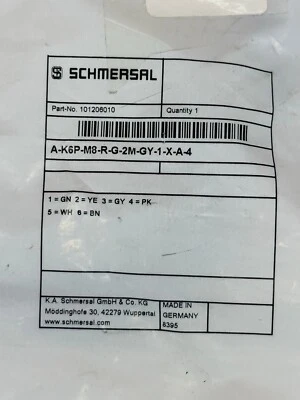 SCHMERSAL
Part-No. 101206010 Quantity 1
A-K6P-M8-R-G-2M-GY-1-X-A-4
1 = GN 2 = YE 3 = GY 4 = PK
5 = WH 6 = BN
K.A. Schmersal GmbH & Co. KG
Möddinghofe 30, 42279 Wuppertal
www.schmersal.com
MADE IN
GERMANY
8395